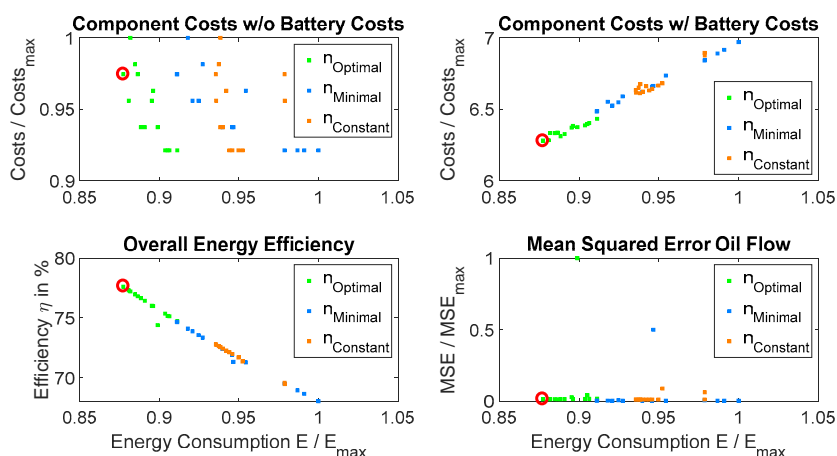 Component Costs w/o Battery Costs
Costs / Costs_max
1
0.95
0.9
0.85 0.9 0.95 1 1.05
n_Optimal
n_Minimal
n_Constant
Component Costs w/ Battery Costs
Costs / Costs_max
7
6.5
6
0.85 0.9 0.95 1 1.05
n_Optimal
n_Minimal
n_Constant
Overall Energy Efficiency
Efficiency η in %
80
75
70
0.85 0.9 0.95 1 1.05
Energy Consumption E / E_max
n_Optimal
n_Minimal
n_Constant
Mean Squared Error Oil Flow
MSE / MSE_max
1
0.5
0
0.85 0.9 0.95 1 1.05
Energy Consumption E / E_max
n_Optimal
n_Minimal
n_Constant